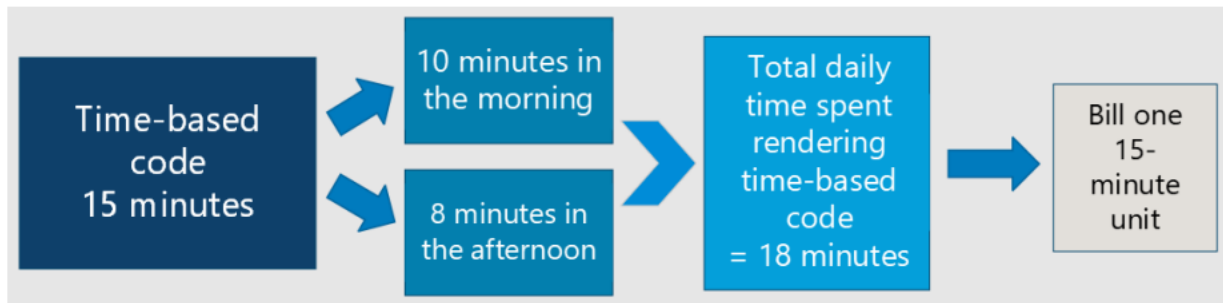 Time-based
code
15 minutes
10 minutes in
the morning
8 minutes in
the afternoon
Total daily
time spent
rendering
time-based
code
= 18 minutes
Bill one
15-
minute
unit